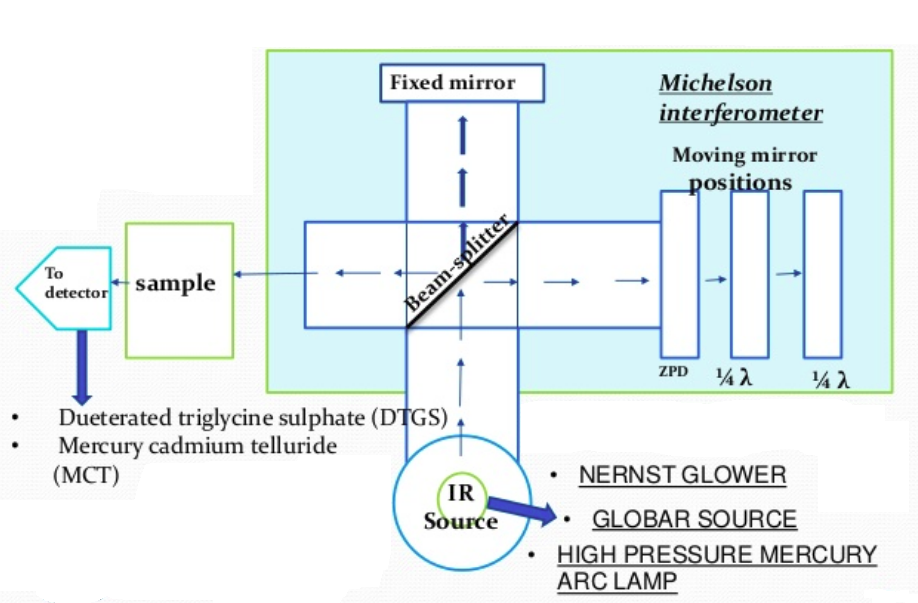 Fixed mirror
Michelson
interferometer
Moving mirror
positions
Beam-splitter
To
detector
sample
ZPD
¼ λ
¼ λ
• Dueterated triglycine sulphate (DTGS)
• Mercury cadmium telluride
(MCT)
IR
Source
• NERNST GLOWER
• GLOBAR SOURCE
• HIGH PRESSURE MERCURY
ARC LAMP